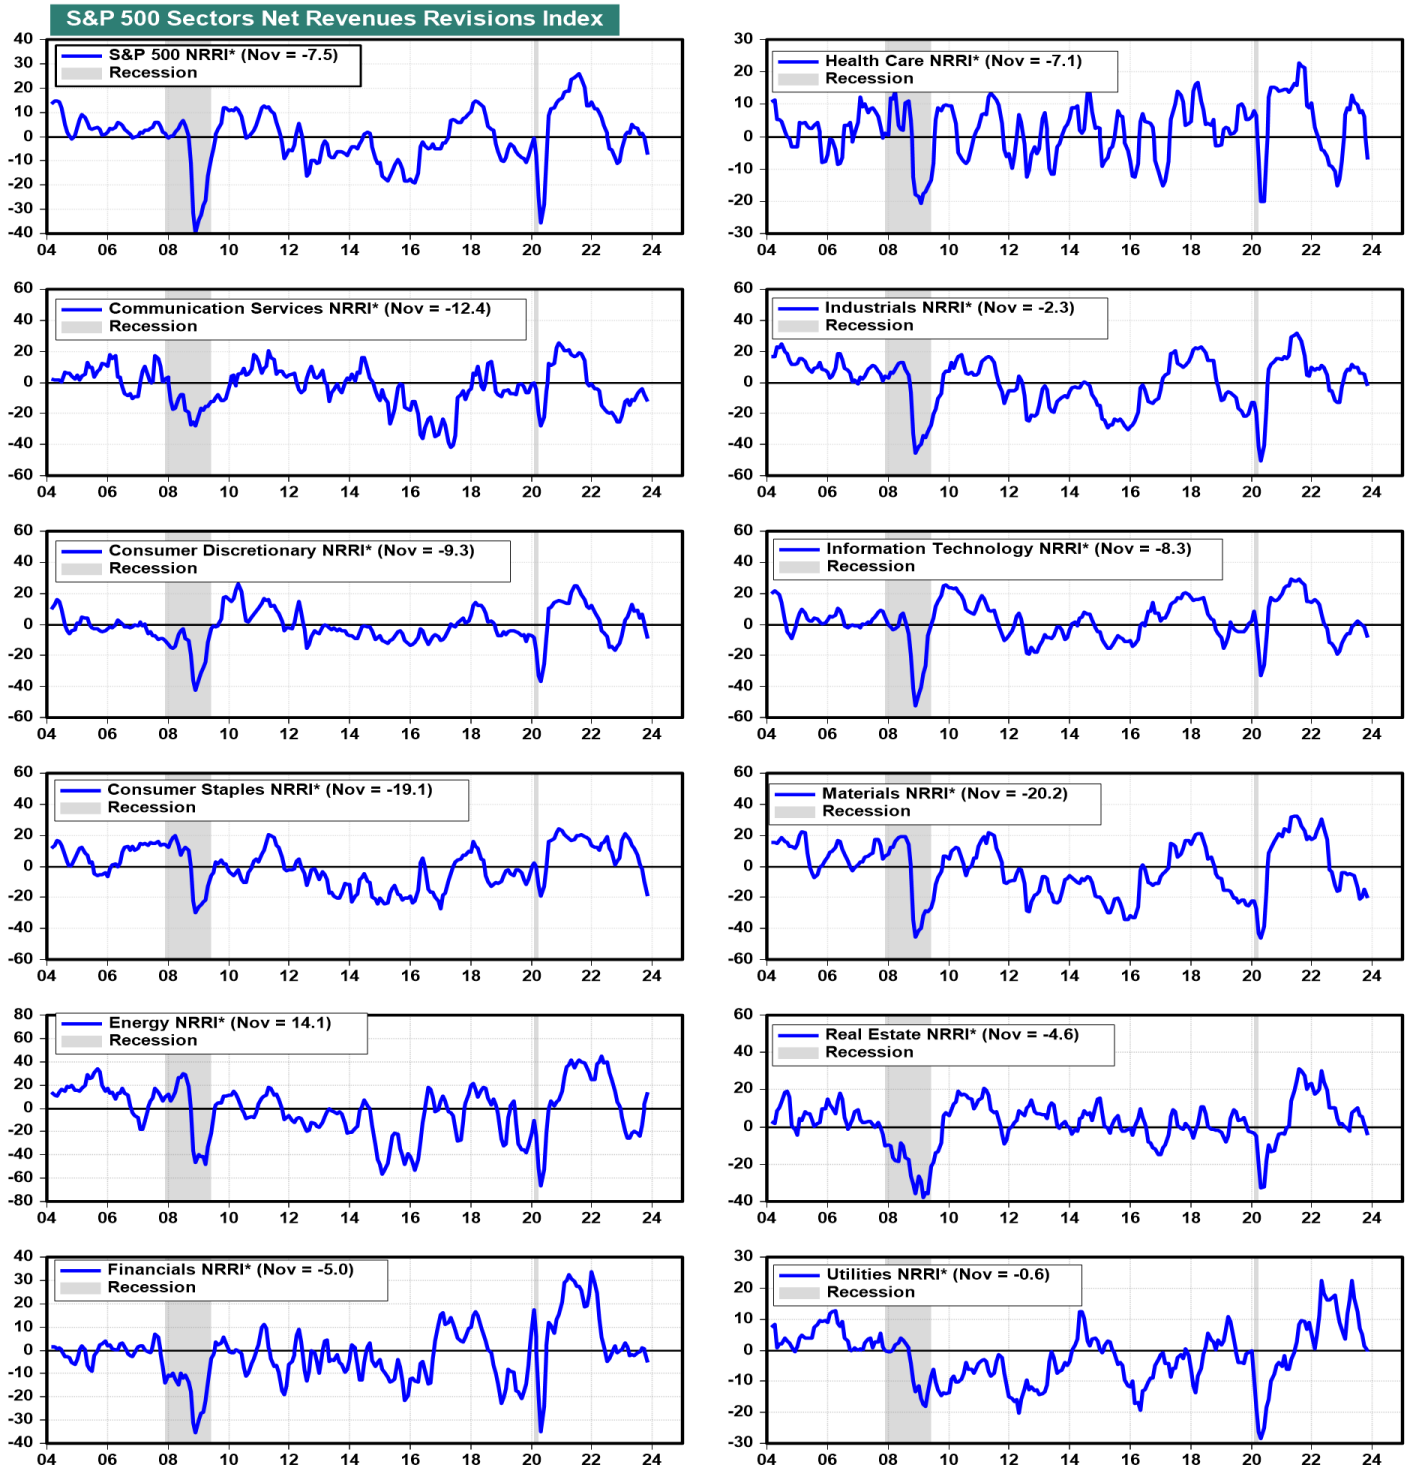 S&P 500 Sectors Net Revenues Revisions Index
40
30
20
10
0
-10
-20
-30
-40
S&P 500 NRRI* (Nov = -7.5)
Recession
04 06 08 10 12 14 16 18 20 22 24
30
20
10
0
-10
-20
-30
Health Care NRRI* (Nov = -7.1)
Recession
04 06 08 10 12 14 16 18 20 22 24
60
40
20
0
-20
-40
-60
Communication Services NRRI* (Nov = -12.4)
Recession
04 06 08 10 12 14 16 18 20 22 24
60
40
20
0
-20
-40
-60
Industrials NRRI* (Nov = -2.3)
Recession
04 06 08 10 12 14 16 18 20 22 24
60
40
20
0
-20
-40
-60
Consumer Discretionary NRRI* (Nov = -9.3)
Recession
04 06 08 10 12 14 16 18 20 22 24
60
40
20
0
-20
-40
-60
Information Technology NRRI* (Nov = -8.3)
Recession
04 06 08 10 12 14 16 18 20 22 24
60
40
20
0
-20
-40
-60
Consumer Staples NRRI* (Nov = -19.1)
Recession
04 06 08 10 12 14 16 18 20 22 24
60
40
20
0
-20
-40
-60
Materials NRRI* (Nov = -20.2)
Recession
04 06 08 10 12 14 16 18 20 22 24
80
60
40
20
0
-20
-40
-60
-80
Energy NRRI* (Nov = 14.1)
Recession
04 06 08 10 12 14 16 18 20 22 24
60
40
20
0
-20
-40
Real Estate NRRI* (Nov = -4.6)
Recession
04 06 08 10 12 14 16 18 20 22 24
40
30
20
10
0
-10
-20
-30
-40
Financials NRRI* (Nov = -5.0)
Recession
04 06 08 10 12 14 16 18 20 22 24
30
20
10
0
-10
-20
-30
Utilities NRRI* (Nov = -0.6)
Recession
04 06 08 10 12 14 16 18 20 22 24